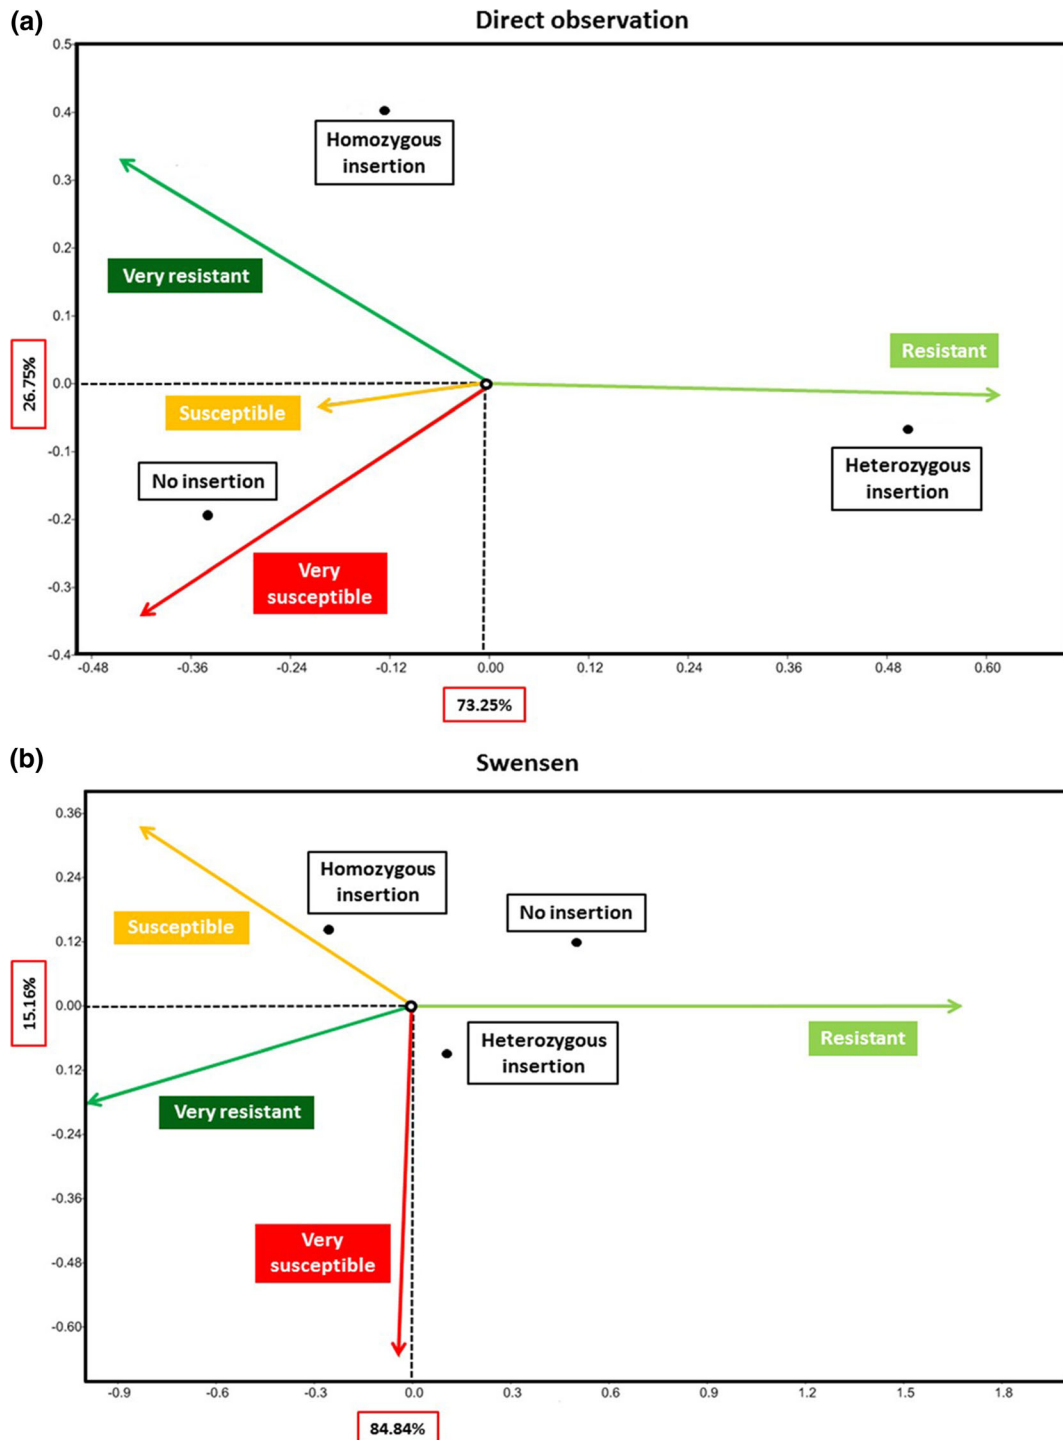 (a)
Direct observation
0.5
0.4
Homozygous
insertion
0.3
0.2
Very resistant
0.1
Resistant
26.75%
0.0
Susceptible
-0.1
Heterozygous
insertion
No insertion
-0.2
-0.3
Very
susceptible
-0.4
-0.48 -0.36 -0.24 -0.12 0.00 0.12 0.24 0.36 0.48 0.60
73.25%
(b)
Swensen
0.36
Homozygous
insertion
0.24
No insertion
Susceptible
0.12
15.16%
0.00
Heterozygous
insertion
Resistant
0.12
Very resistant
-0.24
-0.36
Very
susceptible
-0.48
-0.60
-0.9 -0.6 -0.3 0.0 0.3 0.6 0.9 1.2 1.5 1.8
84.84%